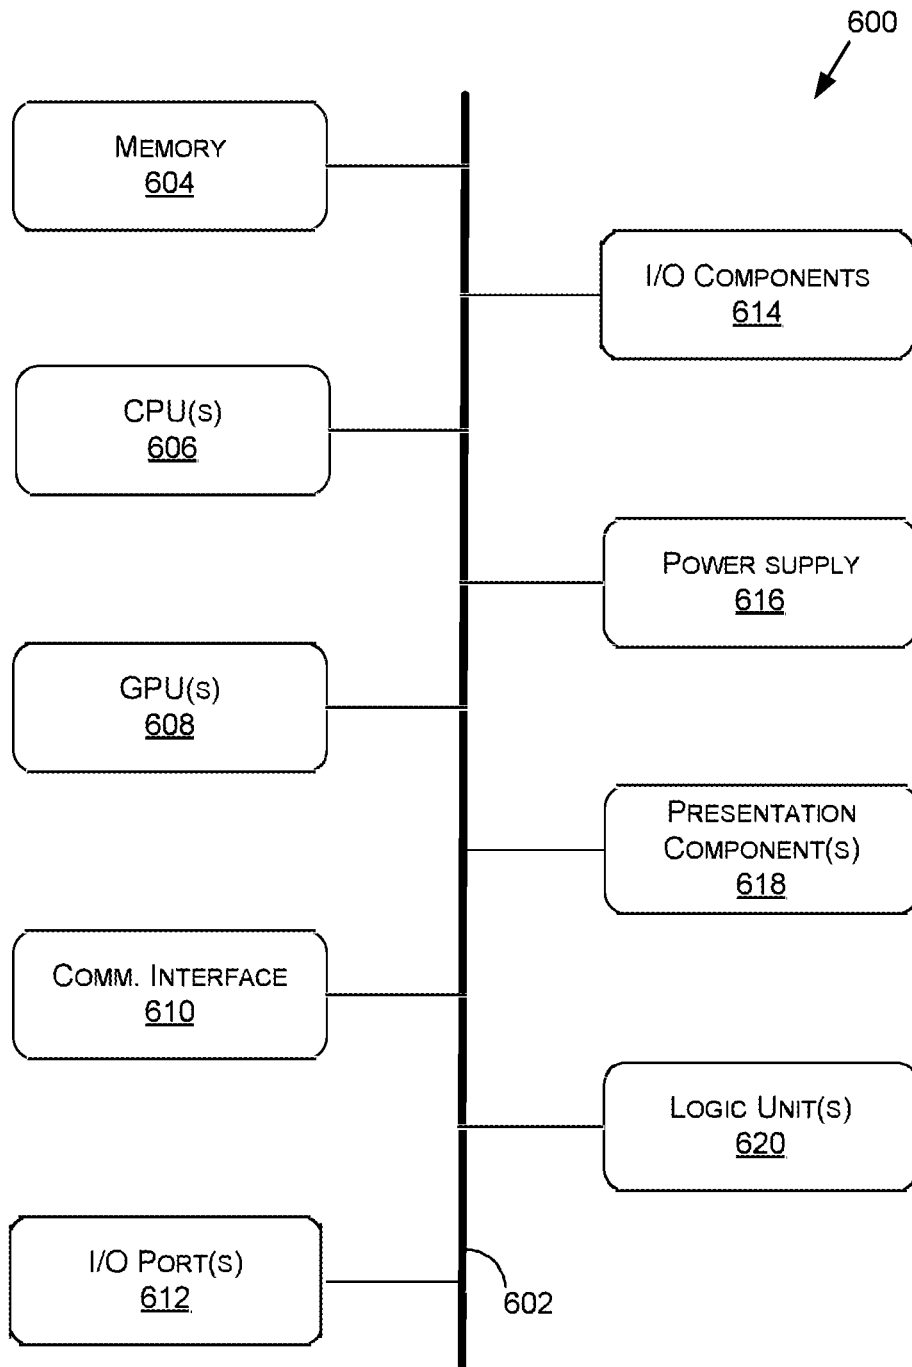 600
MEMORY
604
I/O COMPONENTS
614
CPU(S)
606
POWER SUPPLY
616
GPU(S)
608
PRESENTATION
COMPONENT(S)
618
COMM. INTERFACE
610
LOGIC UNIT(S)
620
I/O PORT(S)
612
602